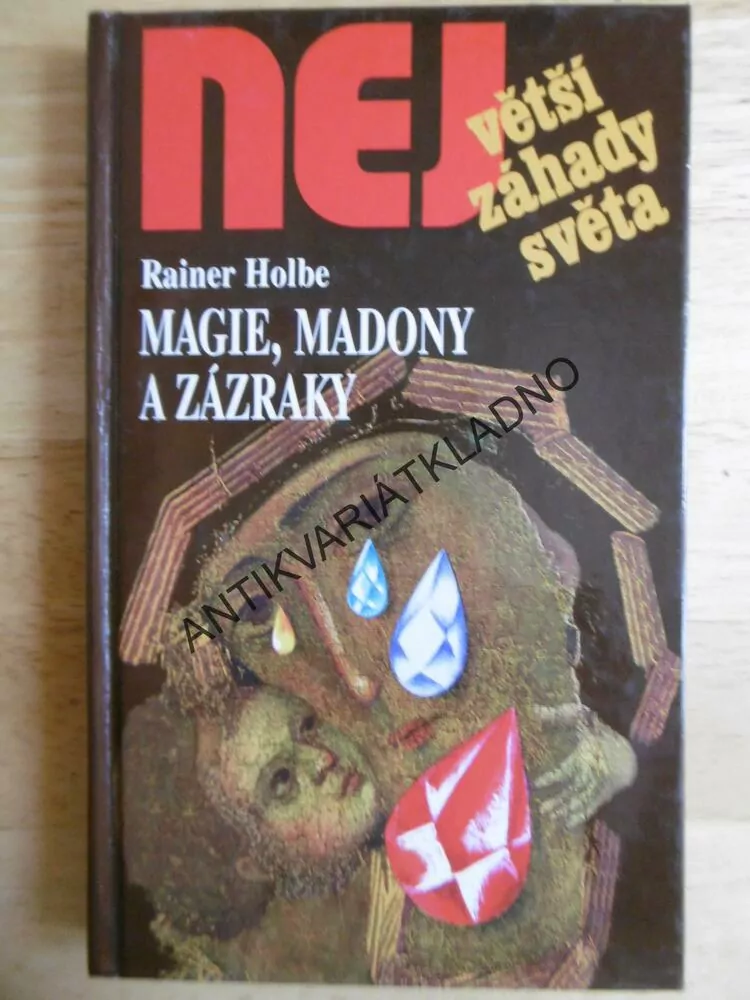 NEJ
větší
záhady
světa
Rainer Holbe
MAGIE, MADONY
A ZÁZRAKY
ANTIKVARIÁTKLADNO